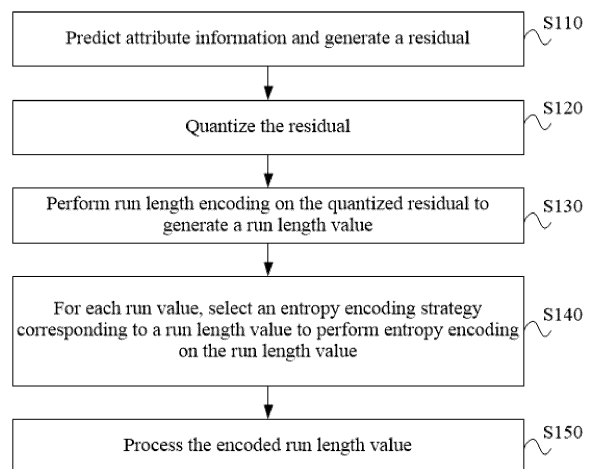 S110
Predict attribute information and generate a residual
S120
Quantize the residual
S130
Perform run length encoding on the quantized residual to
generate a run length value
S140
For each run value, select an entropy encoding strategy
corresponding to a run length value to perform entropy encoding
on the run length value
S150
Process the encoded run length value